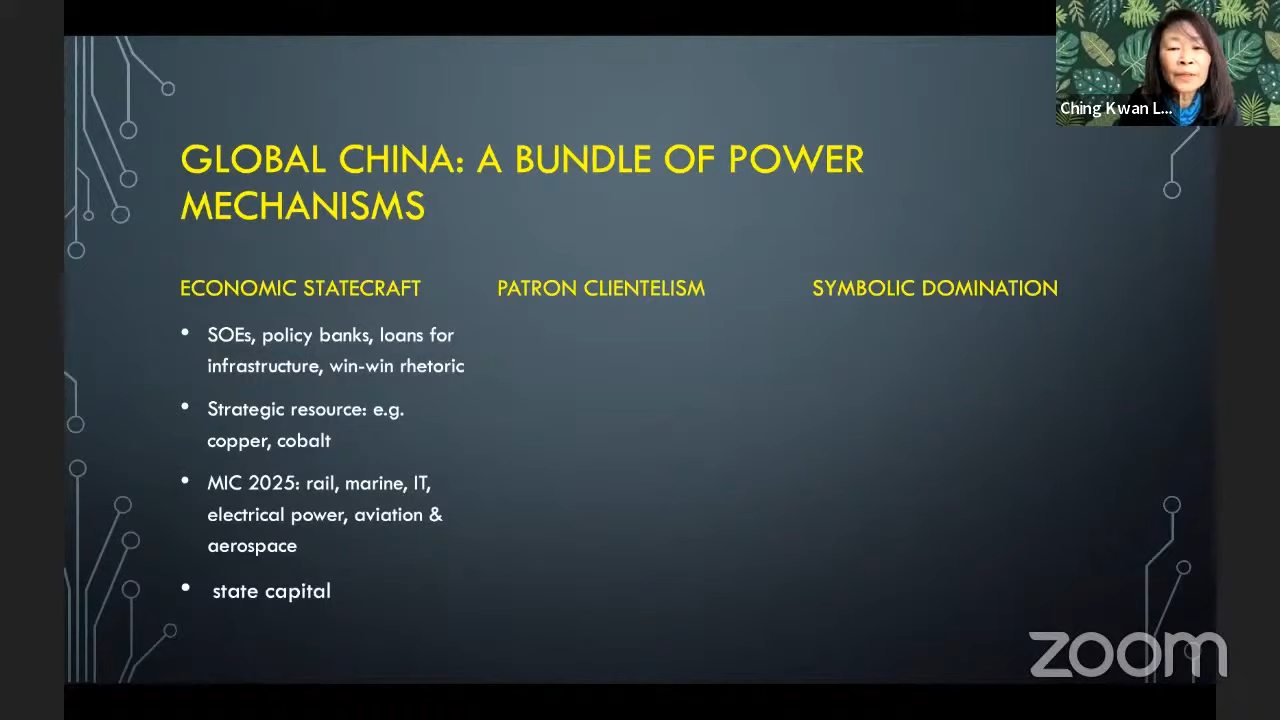 Ching Kwan L...
GLOBAL CHINA: A BUNDLE OF POWER
MECHANISMS
ECONOMIC STATECRAFT
• SOEs, policy banks, loans for
infrastructure, win-win rhetoric
• Strategic resource: e.g.
copper, cobalt
• MIC 2025: rail, marine, IT,
electrical power, aviation &
aerospace
• state capital
PATRON CLIENTELISM
SYMBOLIC DOMINATION
zoom